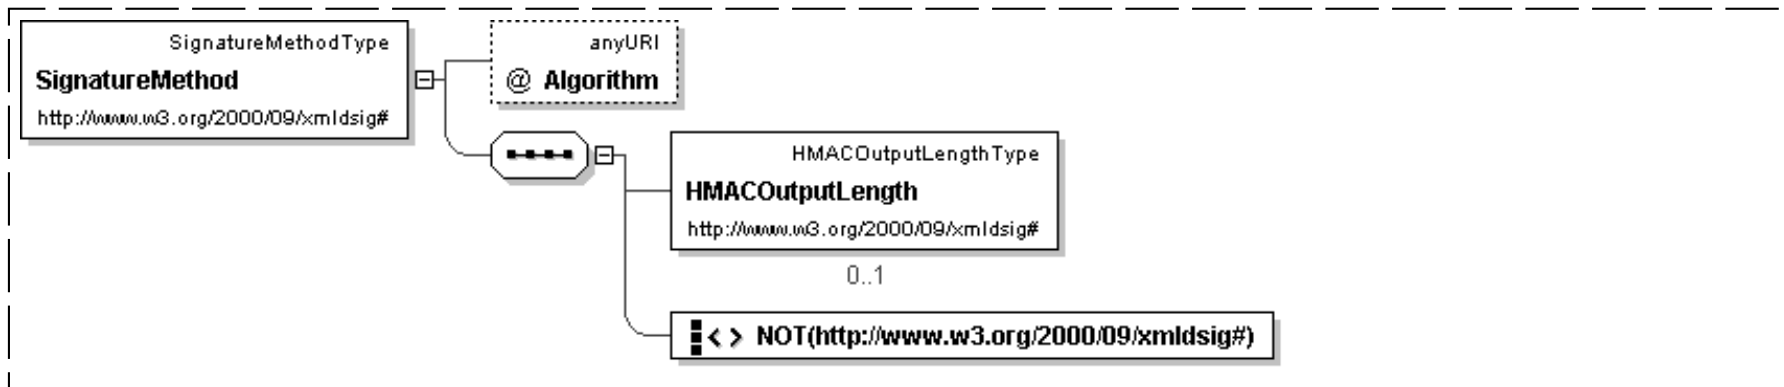 SignatureMethodType
SignatureMethod
http://www.w3.org/2000/09/xmldsig#
anyURI
@ Algorithm
HMACOutputLengthType
HMACOutputLength
http://www.w3.org/2000/09/xmldsig#
0..1
<> NOT(http://www.w3.org/2000/09/xmldsig#)